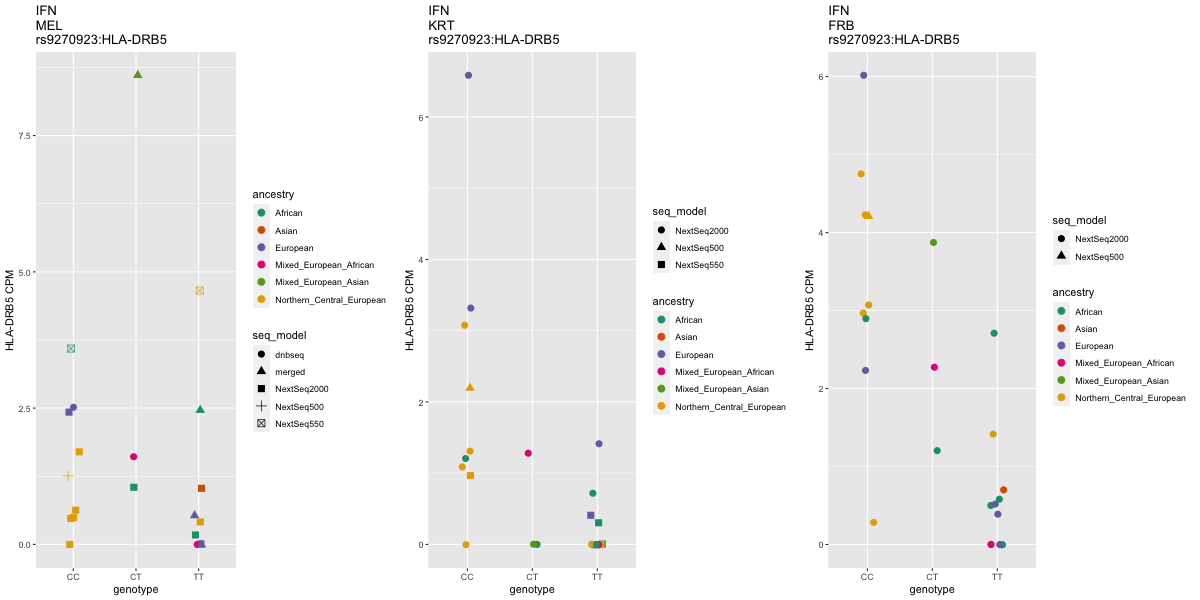 IFN
MEL
rs9270923:HLA-DRB5
HLA-DRB5 CPM
7.5
5.0
2.5
0.0
CC
CT
TT
genotype
ancestry
African
Asian
European
Mixed_European_African
Mixed_European_Asian
Northern_Central_European
seq_model
dnbseq
merged
NextSeq2000
NextSeq500
NextSeq550
IFN
KRT
rs9270923:HLA-DRB5
HLA-DRB5 CPM
6
4
2
0
CC
CT
TT
genotype
seq_model
NextSeq2000
NextSeq500
NextSeq550
ancestry
African
Asian
European
Mixed_European_African
Mixed_European_Asian
Northern_Central_European
IFN
FRB
rs9270923:HLA-DRB5
HLA-DRB5 CPM
6
4
2
0
CC
CT
TT
genotype
seq_model
NextSeq2000
NextSeq500
ancestry
African
Asian
European
Mixed_European_African
Mixed_European_Asian
Northern_Central_European